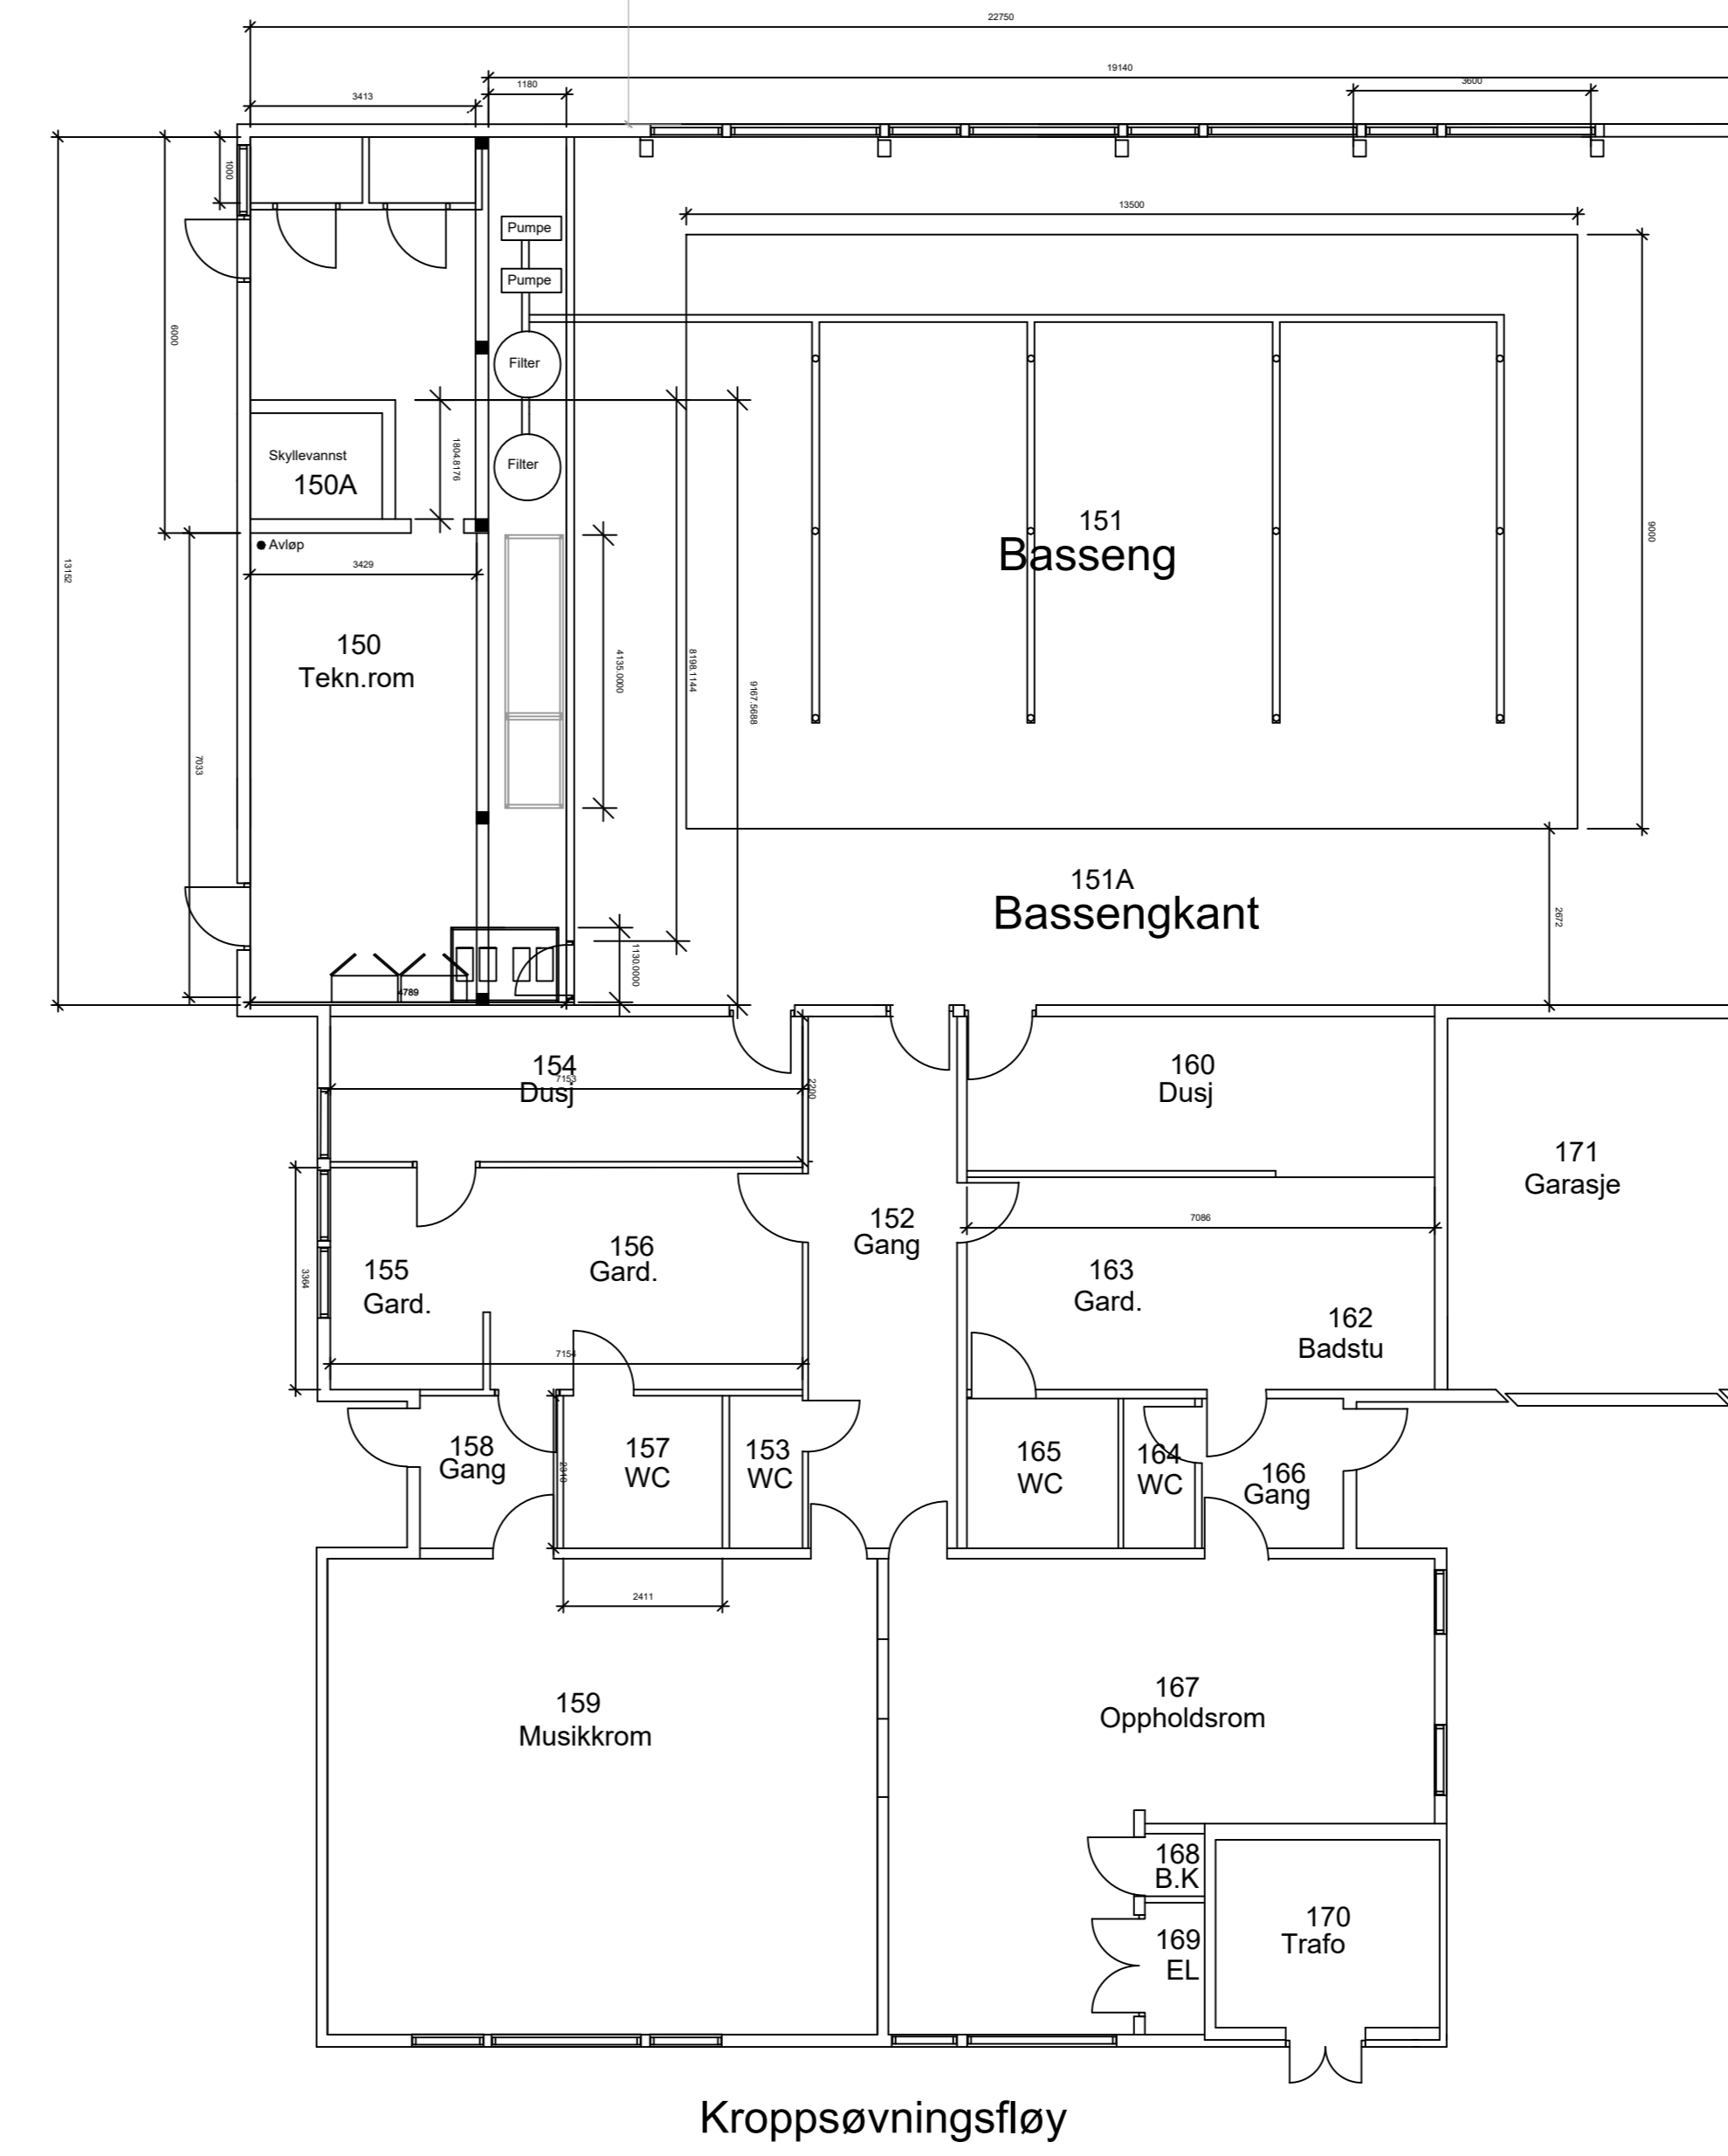 22750
19140
1180
3600
3413
1000
13500
Pumpe
Pumpe
6000
Filter
1804.8176
Skyllevannst
150A
Filter
Avløp
3429
13152
151
Basseng
9000
150
Tekn.rom
4135.0000
8198.1144
9167.5688
7033
151A
Bassengkant
2672
1130.0000
4789
154
7153
Dusj
2200
160
Dusj
171
Garasje
152
Gang
7086
156
Gard.
155
Gard.
3364
163
Gard.
162
Badstu
7154
158
Gang
157
WC
153
WC
165
WC
164
WC
166
Gang
2411
159
Musikkrom
167
Oppholdsrom
168
B.K
169
EL
170
Trafo
Kroppsøvningsfløy